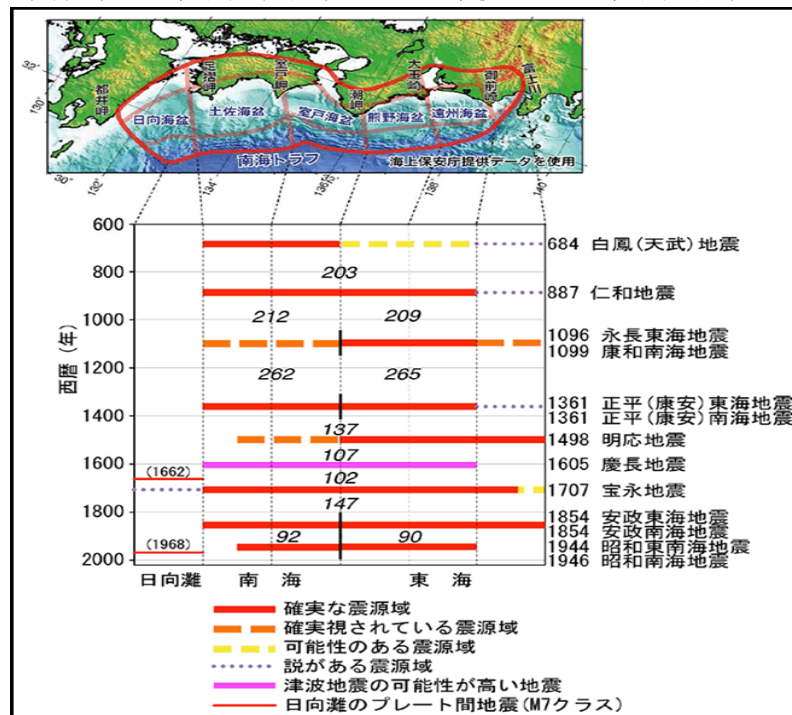 都井岬
足摺岬
室戸岬
潮岬
大王崎
御前崎
富士川
日向海盆
土佐海盆
室戸海盆
熊野海盆
遠州海盆
南海トラフ
海上保安庁提供データを使用
132
134
138
140
西暦(年)
600
800
1000
1200
1400
1600
1800
2000
684 白鳳(天武)地震
203
887 仁和地震
212
209
1096 永長東海地震
1099 康和南海地震
262
265
1361 正平(康安)東海地震
1361 正平(康安)南海地震
137
1498 明応地震
107
1605 慶長地震
(1662)
102
1707 宝永地震
147
1854 安政東海地震
1854 安政南海地震
(1968)
92
90
1944 昭和東南海地震
1946 昭和南海地震
日向灘 南海 東海
確実な震源域
確実視されている震源域
可能性のある震源域
説がある震源域
津波地震の可能性が高い地震
日向灘のプレート間地震(M7クラス)